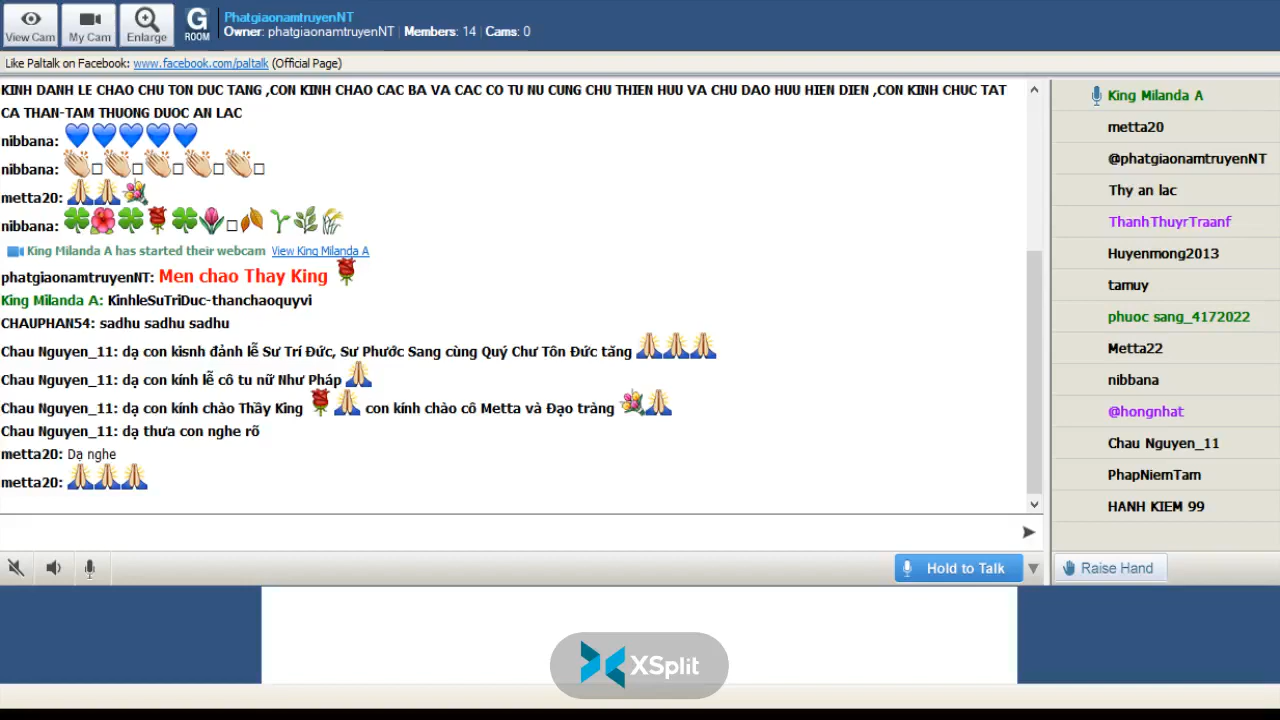 View Cam
My Cam
Enlarge
G
ROOM
PhatgiaonamtruyenNT
Owner: phatgiaonamtruyenNT | Members: 14 | Cams: 0
Like Paltalk on Facebook: www.facebook.com/paltalk (Official Page)
KINH DANH LE CHAO CHU TON DUC TANG ,CON KINH CHAO CAC BA VA CAC CO TU NU CUNG CHU THIEN HUU VA CHU DAO HUU HIEN DIEN ,CON KINH CHUC TAT
CA THAN-TAM THUONG DUOC AN LAC
nibbana: 💙💙💙💙💙
nibbana: 👏🏻□👏🏻□👏🏻□👏🏻□👏🏻□
metta20: 🙏🙏💐
nibbana: 🍀🌺🍀🌹🍀🌷□🍂🌱🌿🌾
King Milanda A has started their webcam View King Milanda A
phatgiaonamtruyenNT: Men chao Thay King 🌹
King Milanda A: KinhleSuTriDuc-thanchaoquyvi
CHAUPHAN54: sadhu sadhu sadhu
Chau Nguyen_11: dạ con kisnh đảnh lễ Sư Trí Đức, Sư Phước Sang cùng Quý Chư Tôn Đức tăng 🙏🙏🙏
Chau Nguyen_11: dạ con kính lễ cô tu nữ Như Pháp 🙏
Chau Nguyen_11: dạ con kính chào Thầy King 🌹🙏 con kính chào cô Metta và Đạo tràng 💐🙏
Chau Nguyen_11: dạ thưa con nghe rõ
metta20: Dạ nghe
metta20: 🙏🙏🙏
King Milanda A
metta20
@phatgiaonamtruyenNT
Thy an lac
ThanhThuyrTraanf
Huyenmong2013
tamuy
phuoc sang_4172022
Metta22
nibbana
@hongnhat
Chau Nguyen_11
PhapNiemTam
HANH KIEM 99
Hold to Talk
Raise Hand
XSplit